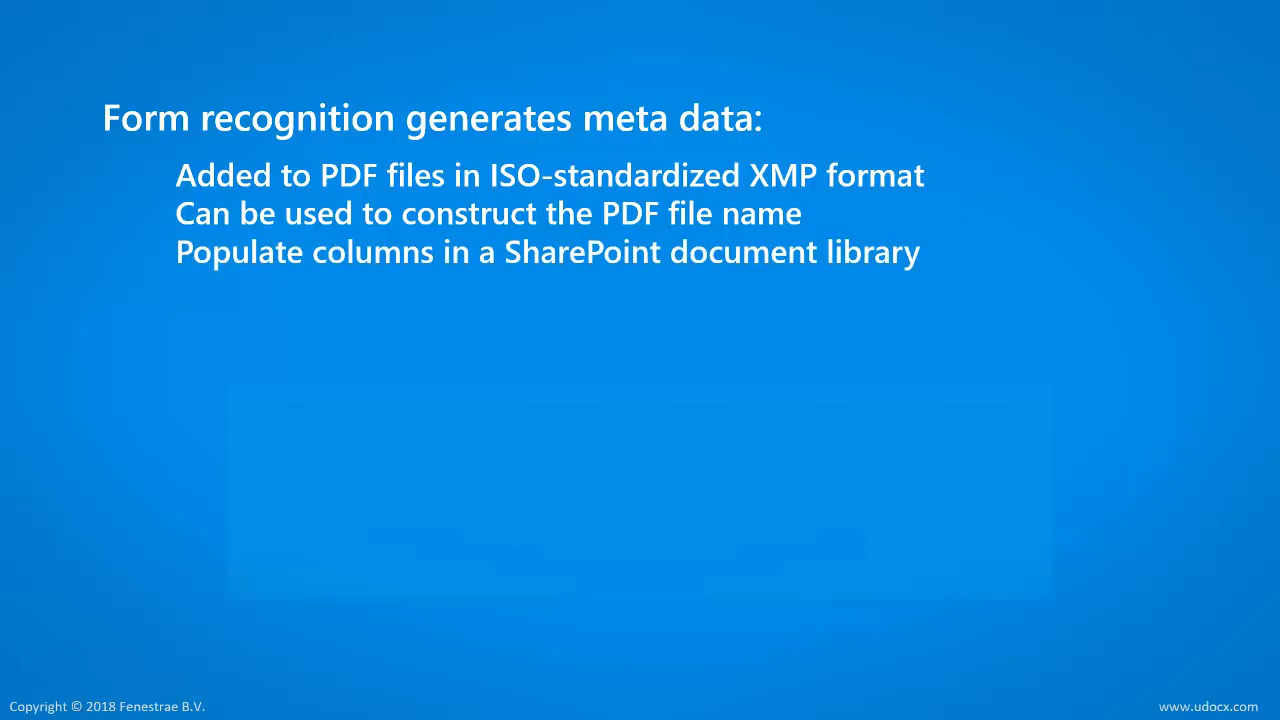 Form recognition generates meta data:
Added to PDF files in ISO-standardized XMP format
Can be used to construct the PDF file name
Populate columns in a SharePoint document library
Copyright © 2018 Fenestrae B.V.
www.udocx.com